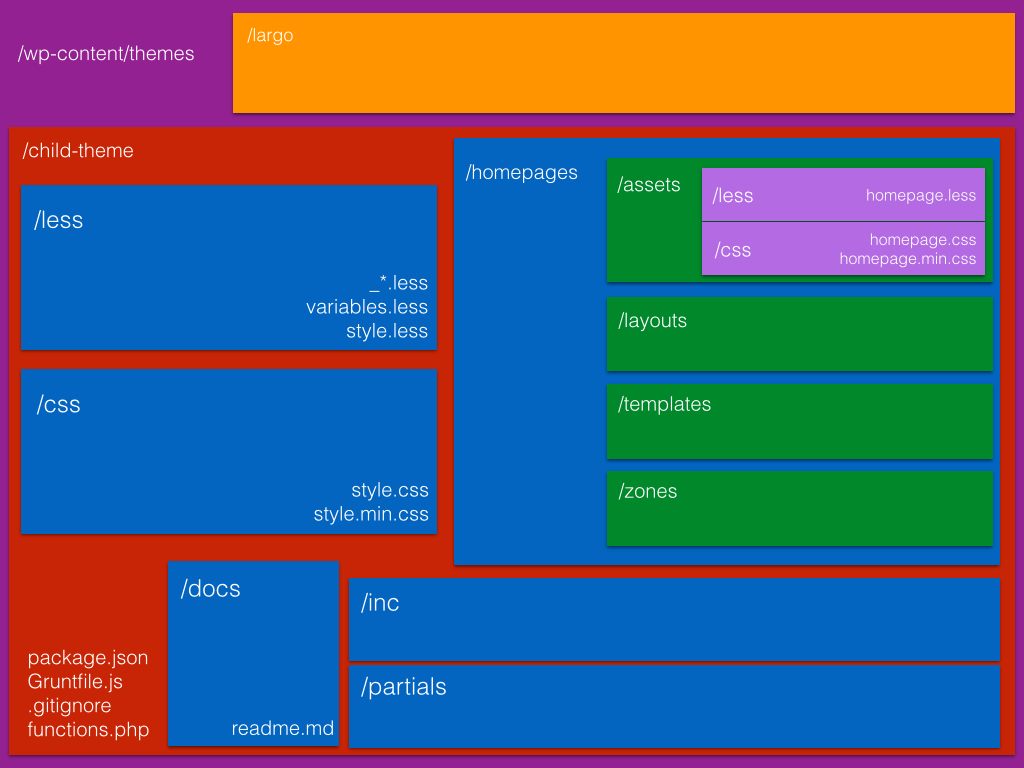 /wp-content/themes
/largo
/child-theme
/less
_*.less
variables.less
style.less
/css
style.css
style.min.css
/homepages
/assets
/less
homepage.less
/css
homepage.css
homepage.min.css
/layouts
/templates
/zones
package.json
Gruntfile.js
.gitignore
functions.php
/docs
readme.md
/inc
/partials